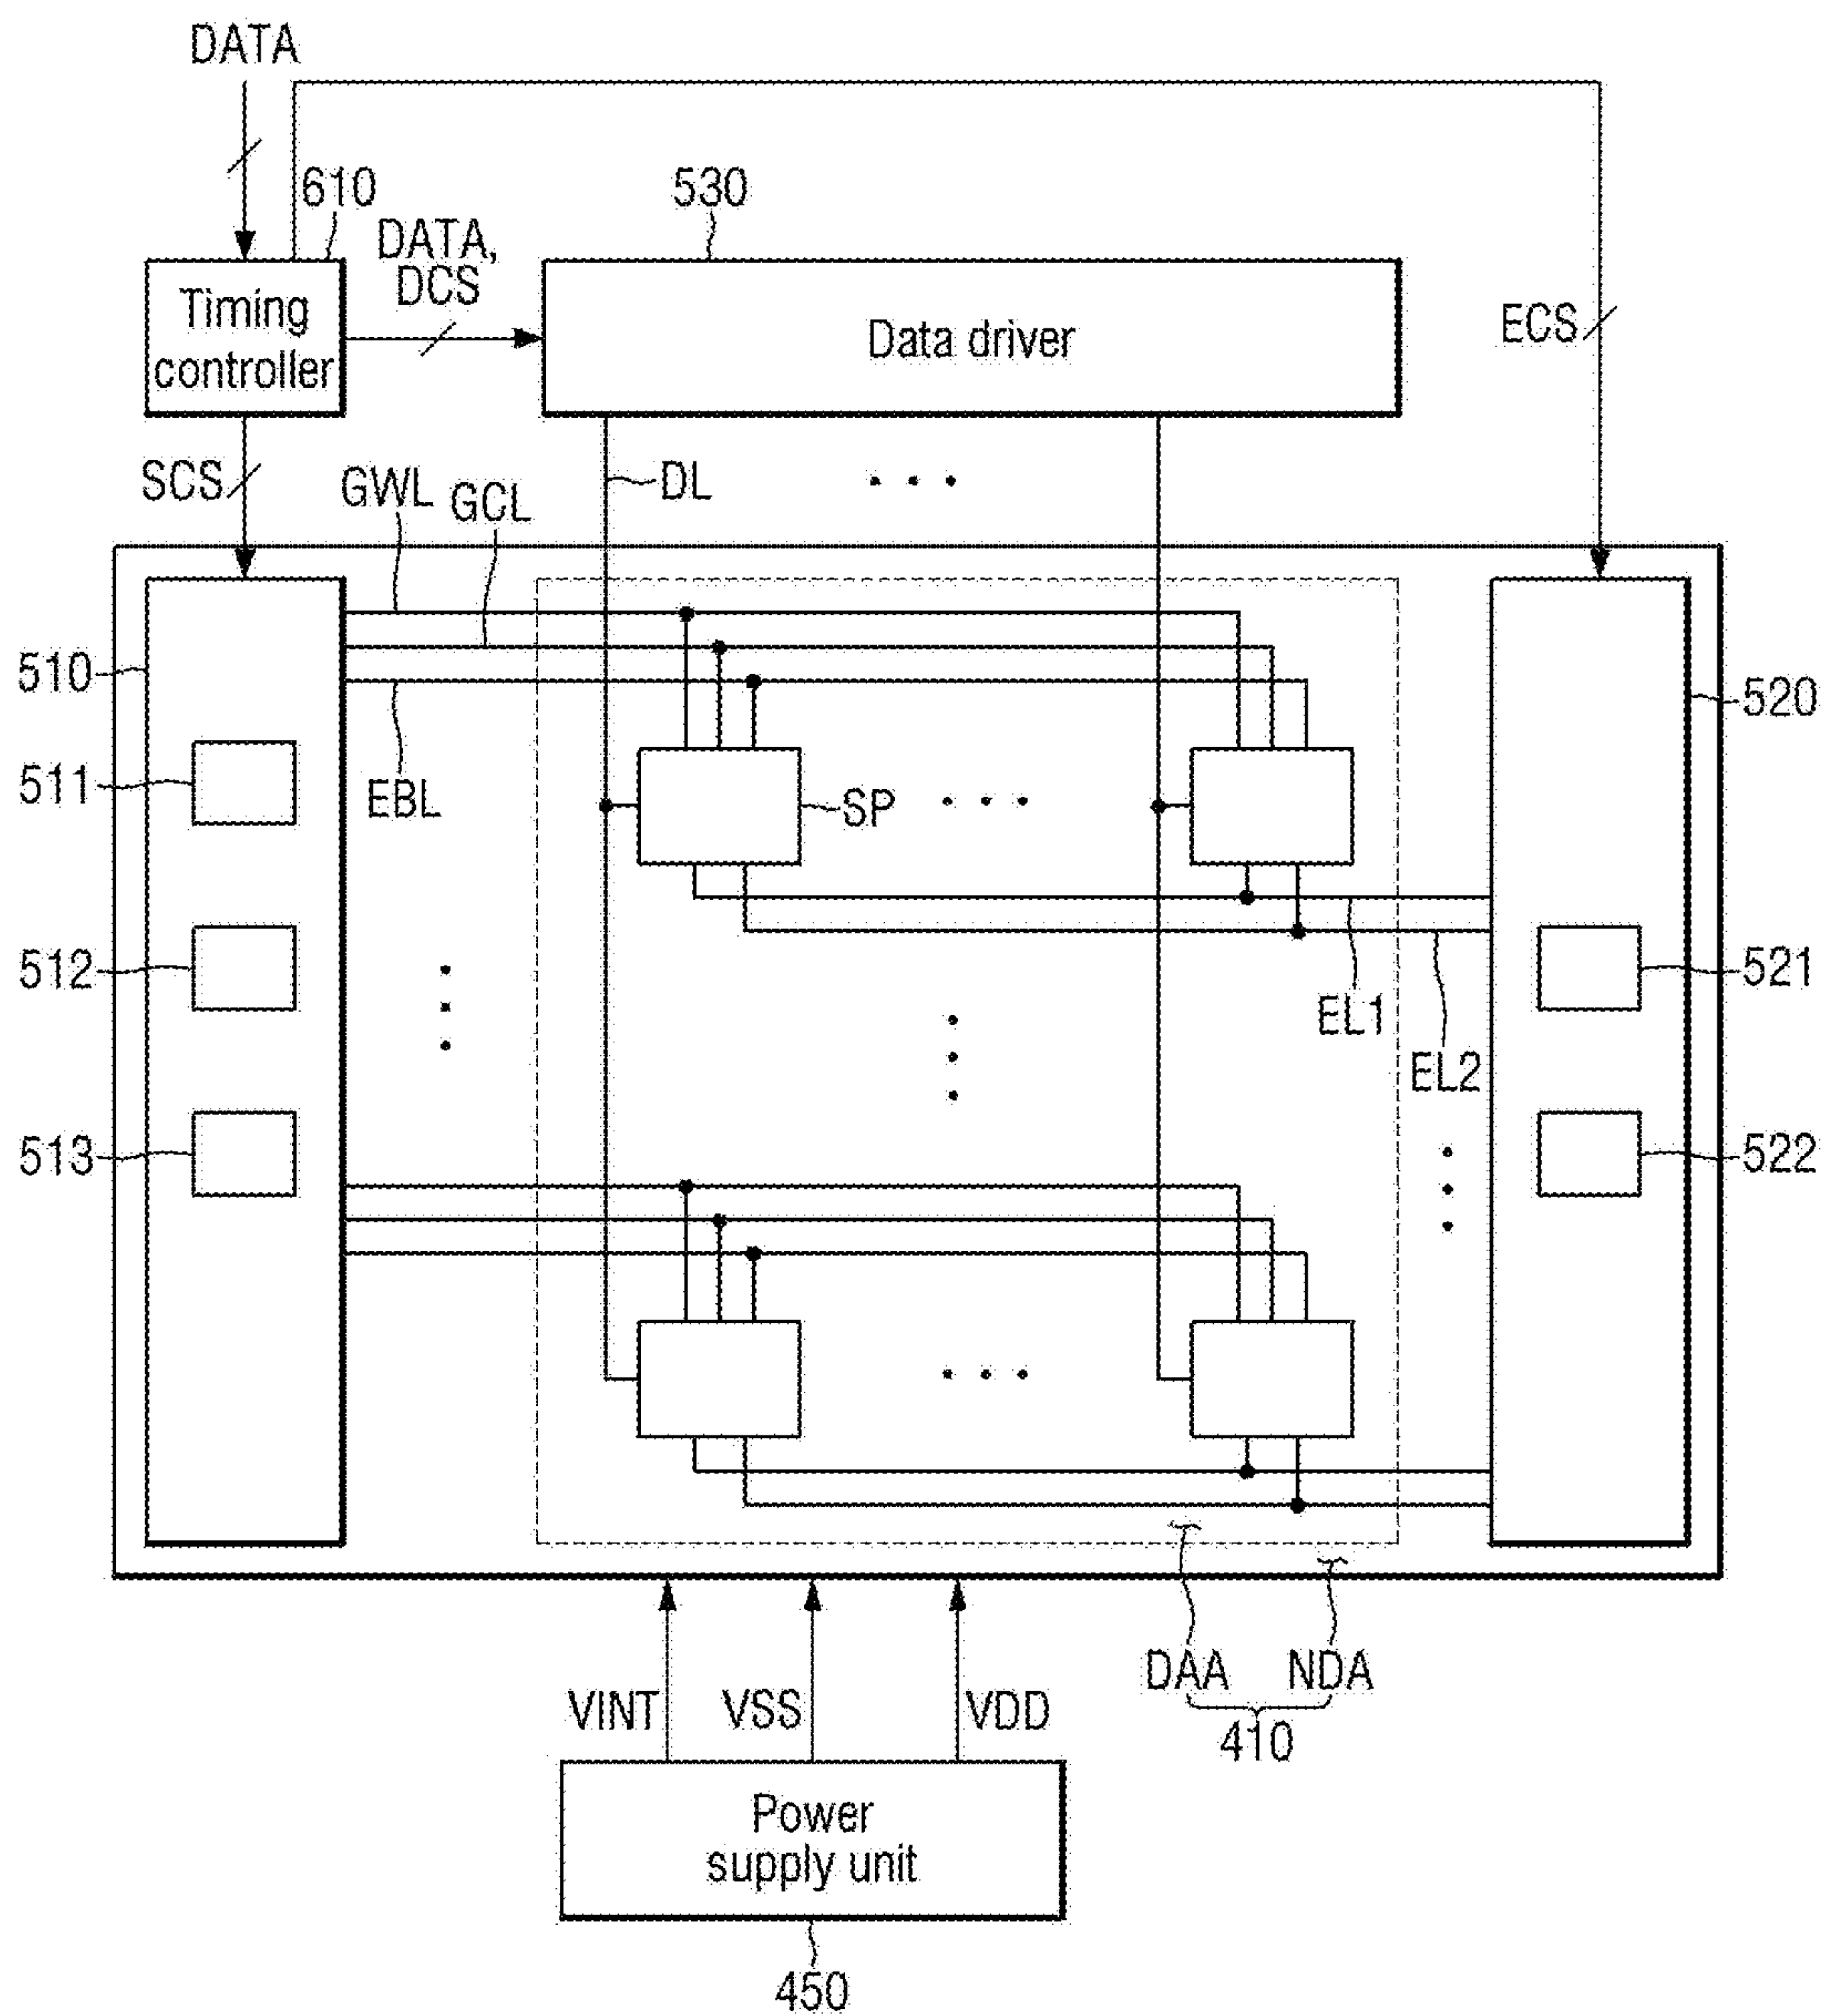 DATA
610
530
DATA,
DCS
Timing
controller
Data driver
ECS
SCS
GWL
GCL
DL
510
520
511
EBL
SP
512
521
EL1
EL2
513
522
DAA
NDA
VINT
VSS
VDD
410
Power
supply unit
450